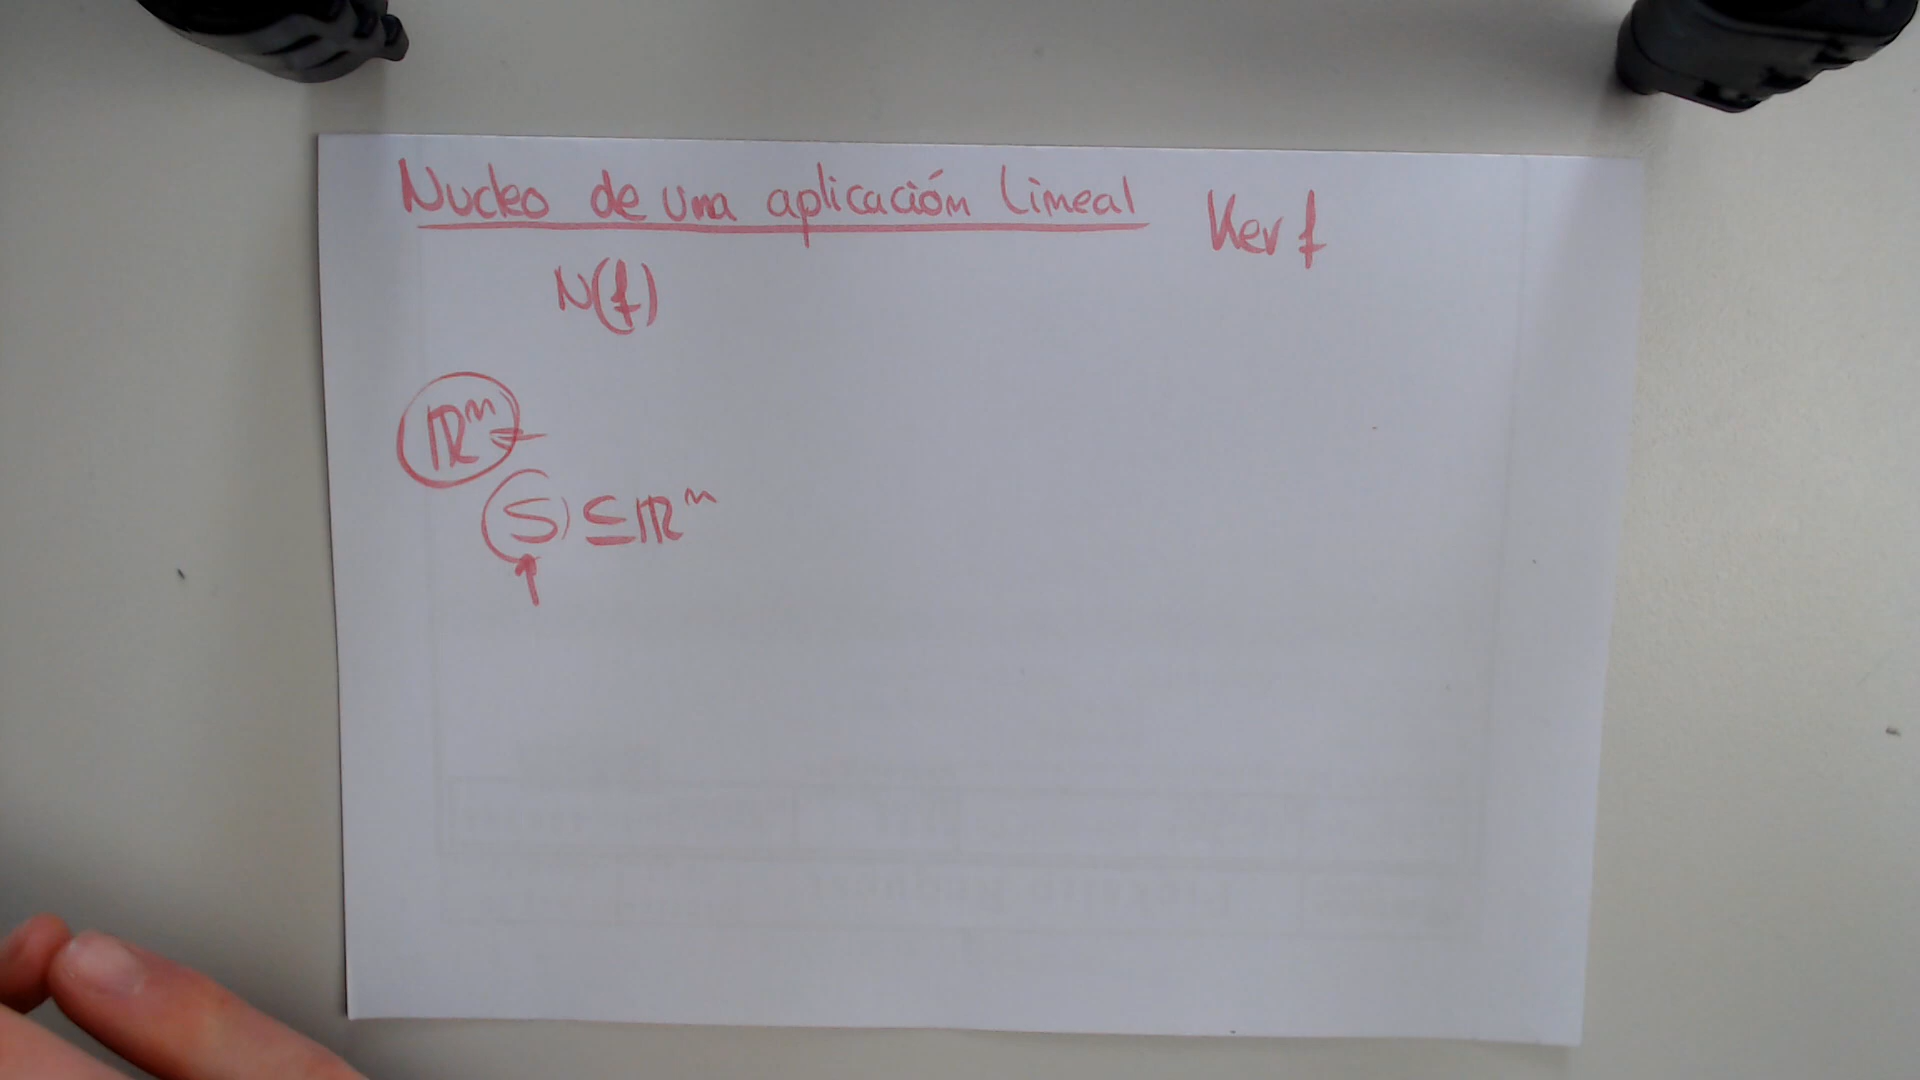 Nucleo de una aplicación lineal Ker f
N(f)
ℝⁿ
S ⊆ ℝⁿ